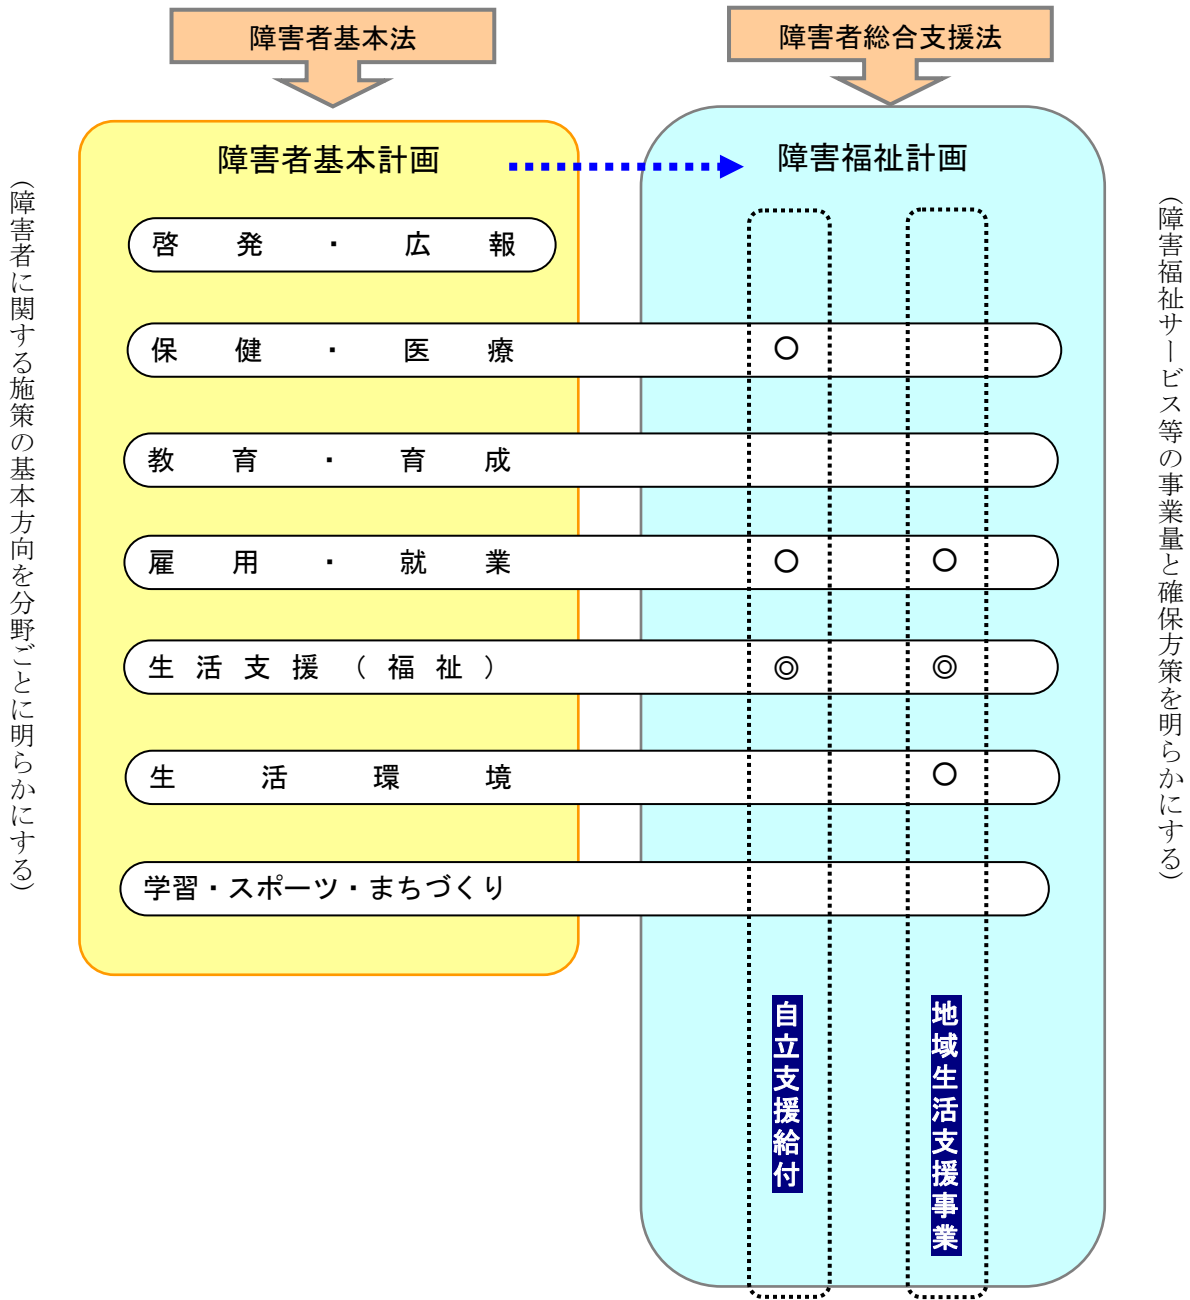 障害者基本法
障害者総合支援法
障害者基本計画
障害福祉計画
(障害者に関する施策の基本方向を分野ごとに明らかにする)
(障害福祉サービス等の事業量と確保方策を明らかにする)
啓発・広報
保健・医療 ○
教育・育成
雇用・就業 ○ ○
生活支援(福祉) ◎ ◎
生活環境 ○
学習・スポーツ・まちづくり
自立支援給付
地域生活支援事業